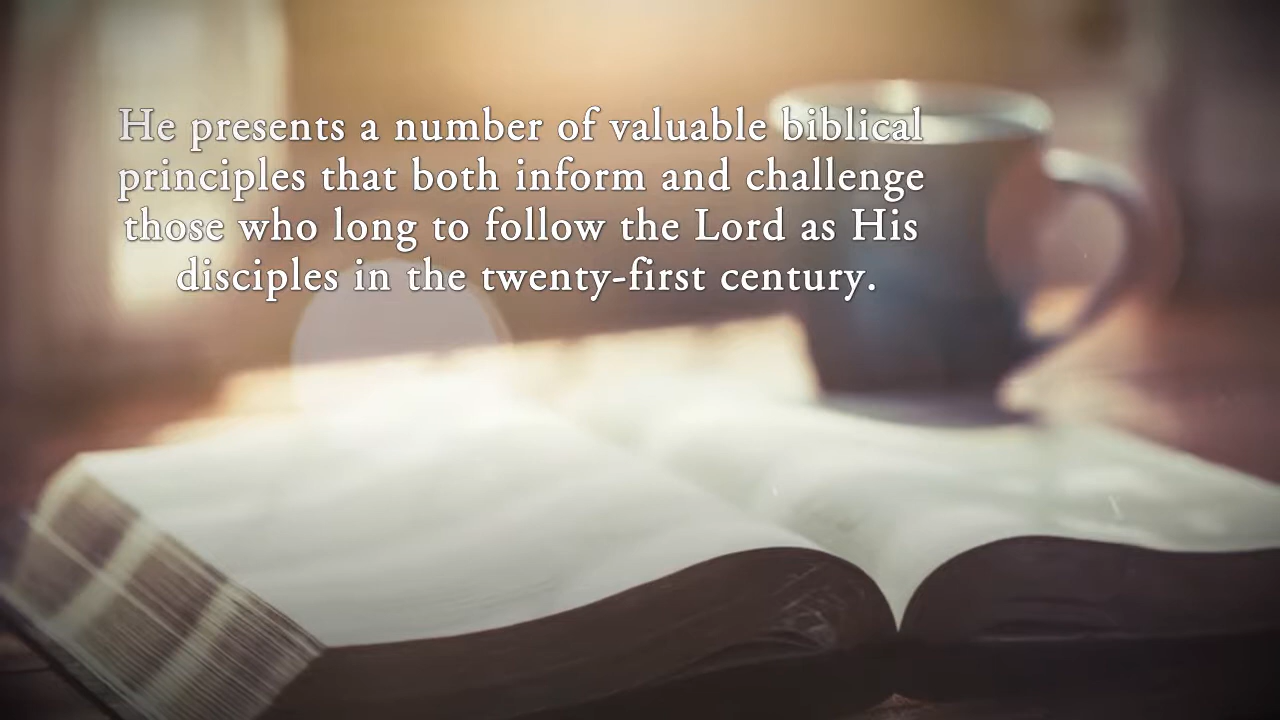 He presents a number of valuable biblical
principles that both inform and challenge
those who long to follow the Lord as His
disciples in the twenty-first century.